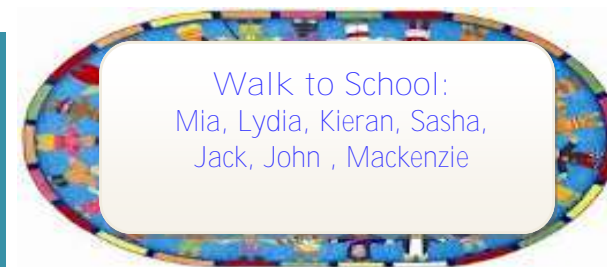 Walk to School:
Mia, Lydia, Kieran, Sasha,
Jack, John , Mackenzie